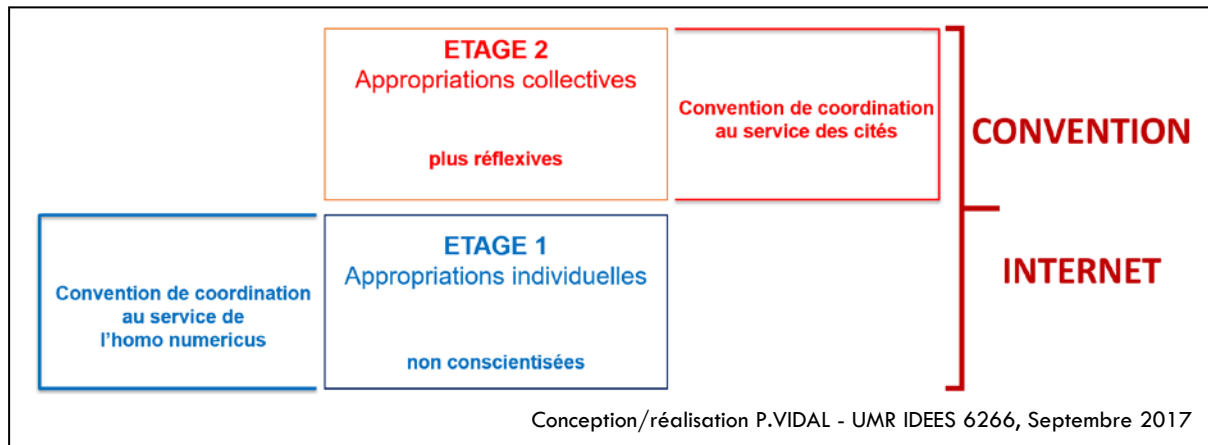 ETAGE 2
Appropriations collectives
plus réflexives
Convention de coordination
au service des cités
CONVENTION
INTERNET
ETAGE 1
Appropriations individuelles
non conscientisées
Convention de coordination
au service de
l'homo numericus
Conception/réalisation P.VIDAL - UMR IDEES 6266, Septembre 2017